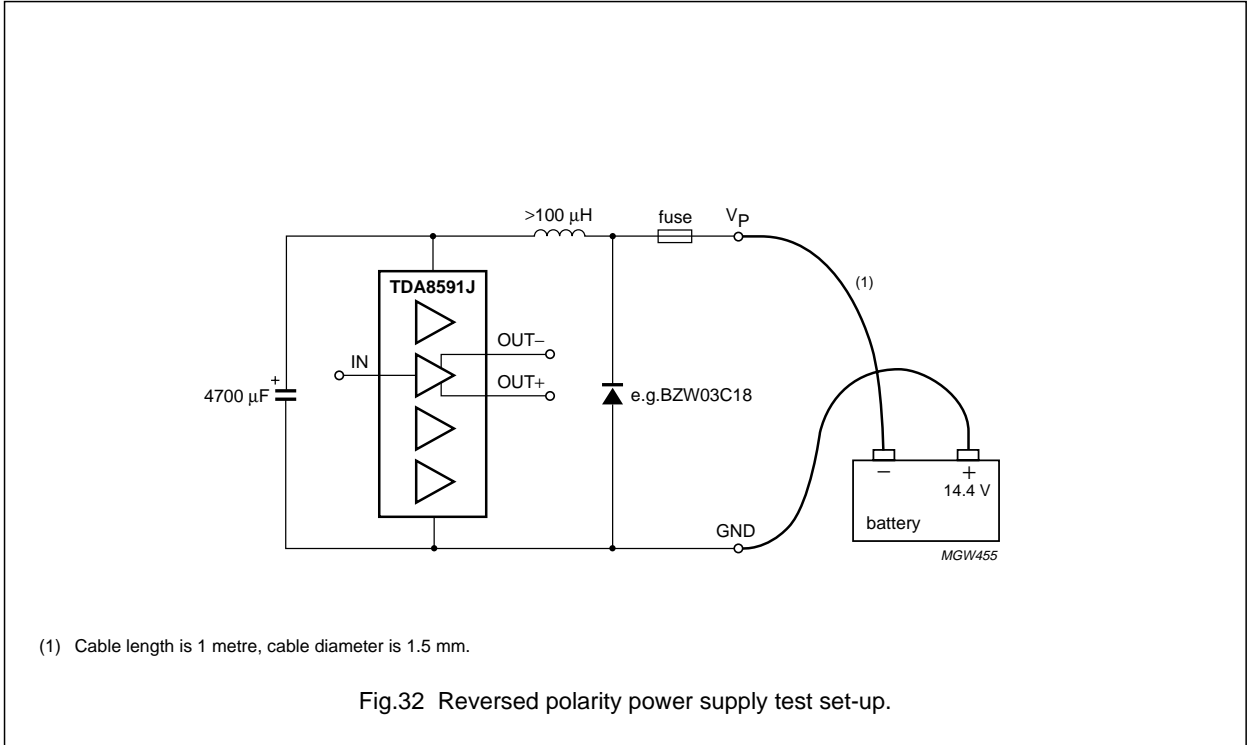 >100 μH
fuse
VP
(1)
TDA8591J
OUT−
IN
OUT+
+
4700 μF
e.g.BZW03C18
− +
14.4 V
battery
GND
MGW455
(1) Cable length is 1 metre, cable diameter is 1.5 mm.
Fig.32 Reversed polarity power supply test set-up.